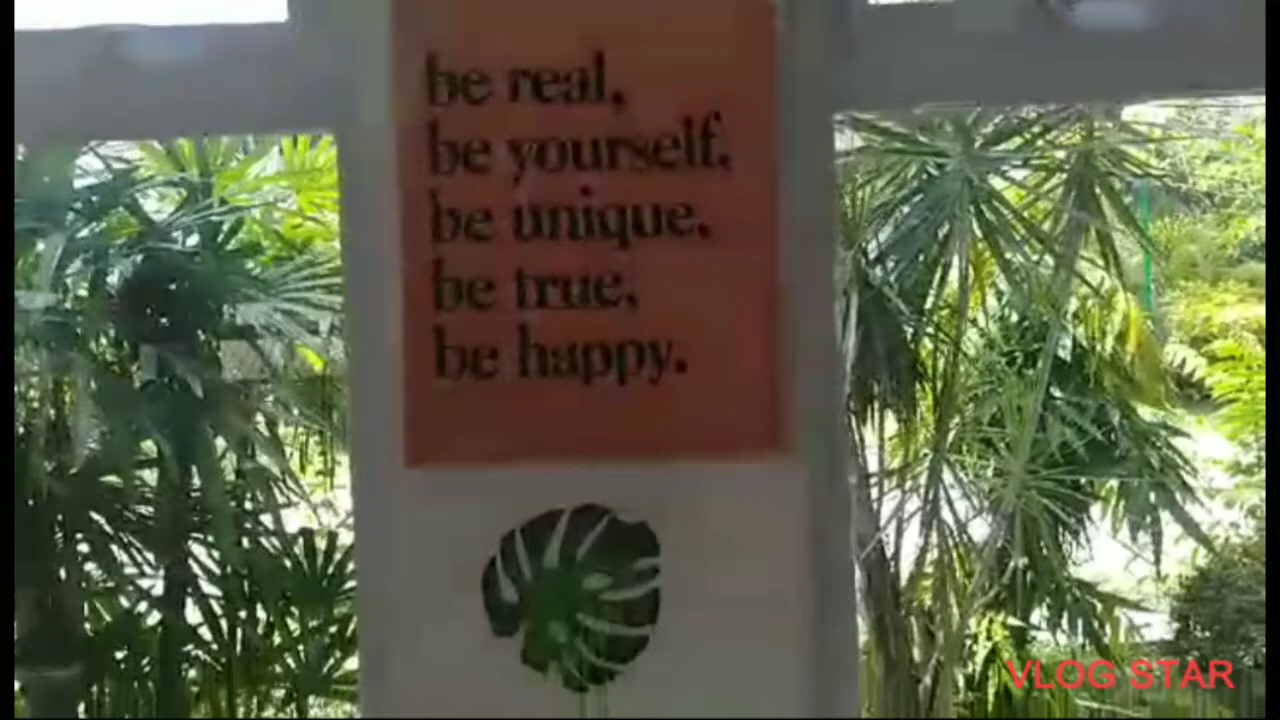 be real,
be yourself,
be unique,
be true,
be happy.
VLOG STAR